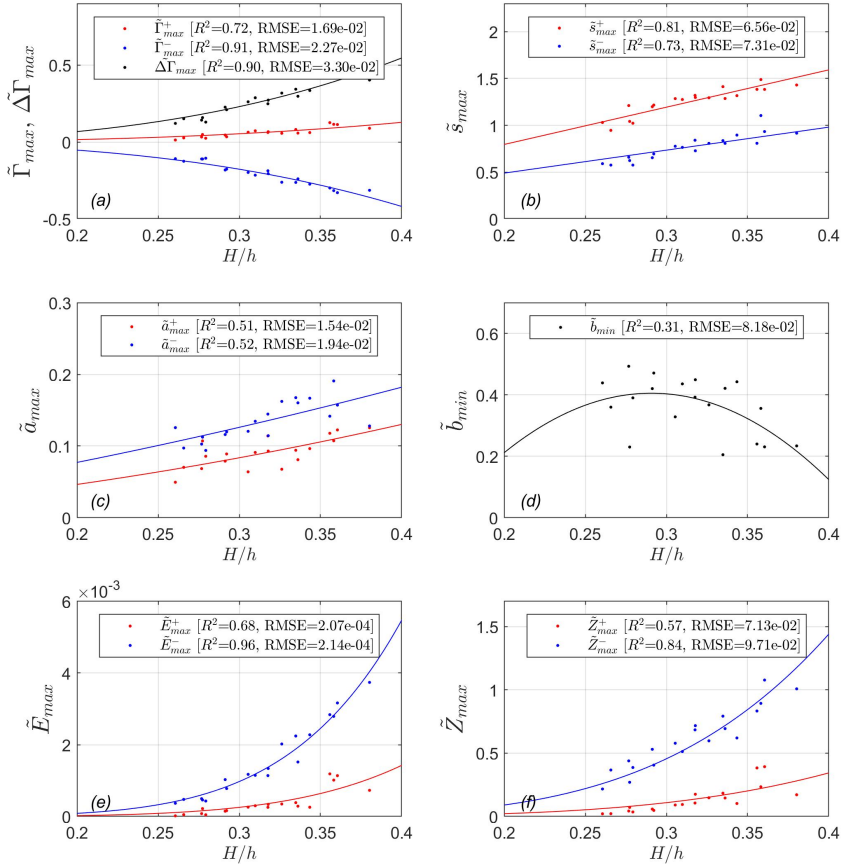 Γ̃⁺max [R²=0.72, RMSE=1.69e-02]
Γ̃⁻max [R²=0.91, RMSE=2.27e-02]
Δ̃Γmax [R²=0.90, RMSE=3.30e-02]
0.5
0
-0.5
Γ̃max, Δ̃Γmax
(a)
0.2 0.25 0.3 0.35 0.4
H/h
s̃⁺max [R²=0.81, RMSE=6.56e-02]
s̃⁻max [R²=0.73, RMSE=7.31e-02]
2
1.5
1
0.5
0
s̃max
(b)
0.2 0.25 0.3 0.35 0.4
H/h
ã⁺max [R²=0.51, RMSE=1.54e-02]
ã⁻max [R²=0.52, RMSE=1.94e-02]
0.3
0.2
0.1
0
ãmax
(c)
0.2 0.25 0.3 0.35 0.4
H/h
b̃min [R²=0.31, RMSE=8.18e-02]
0.6
0.4
0.2
0
b̃min
(d)
0.2 0.25 0.3 0.35 0.4
H/h
×10⁻³
Ẽ⁺max [R²=0.68, RMSE=2.07e-04]
Ẽ⁻max [R²=0.96, RMSE=2.14e-04]
6
4
2
0
Ẽmax
(e)
0.2 0.25 0.3 0.35 0.4
H/h
Z̃⁺max [R²=0.57, RMSE=7.13e-02]
Z̃⁻max [R²=0.84, RMSE=9.71e-02]
1.5
1
0.5
0
Z̃max
(f)
0.2 0.25 0.3 0.35 0.4
H/h